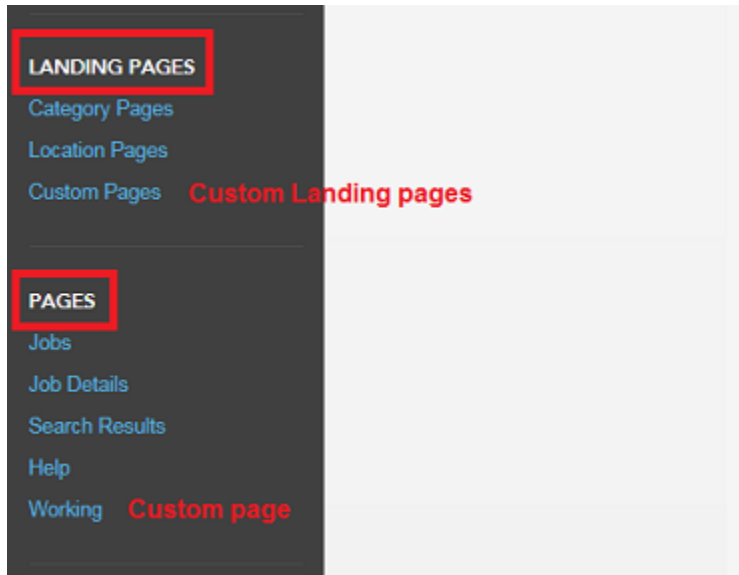 LANDING PAGES
Category Pages
Location Pages
Custom Pages Custom Landing pages
PAGES
Jobs
Job Details
Search Results
Help
Working Custom page